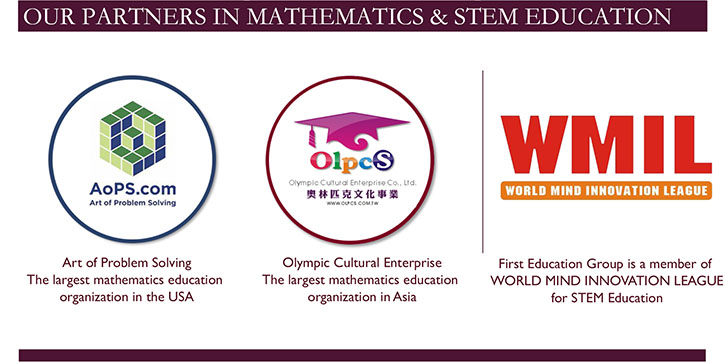 OUR PARTNERS IN MATHEMATICS & STEM EDUCATION
AoPS.com
Art of Problem Solving
Art of Problem Solving
The largest mathematics education
organization in the USA
OlpcS
Olympic Cultural Enterprise Co., Ltd.
奧林匹克文化事業
WWW.OLPCS.COM.TW
Olympic Cultural Enterprise
The largest mathematics education
organization in Asia
WMIL
WORLD MIND INNOVATION LEAGUE
First Education Group is a member of
WORLD MIND INNOVATION LEAGUE
for STEM Education